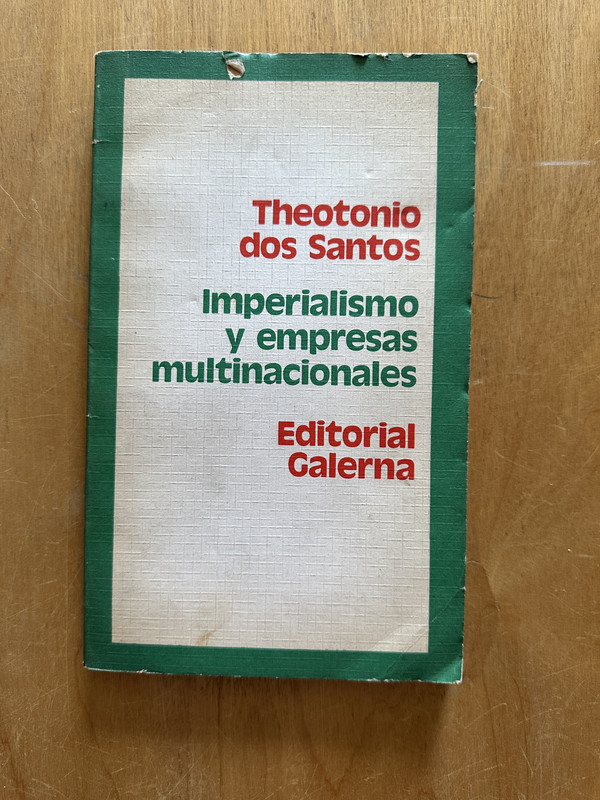 Theotonio
dos Santos
Imperialismo
y empresas
multinacionales
Editorial
Galerna